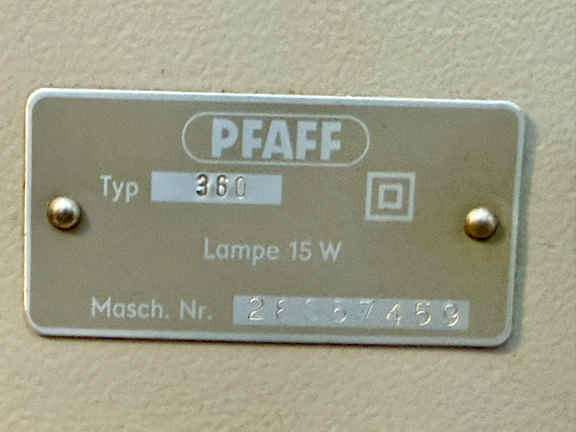 PFAFF
Typ 360
Lampe 15 W
Masch. Nr.